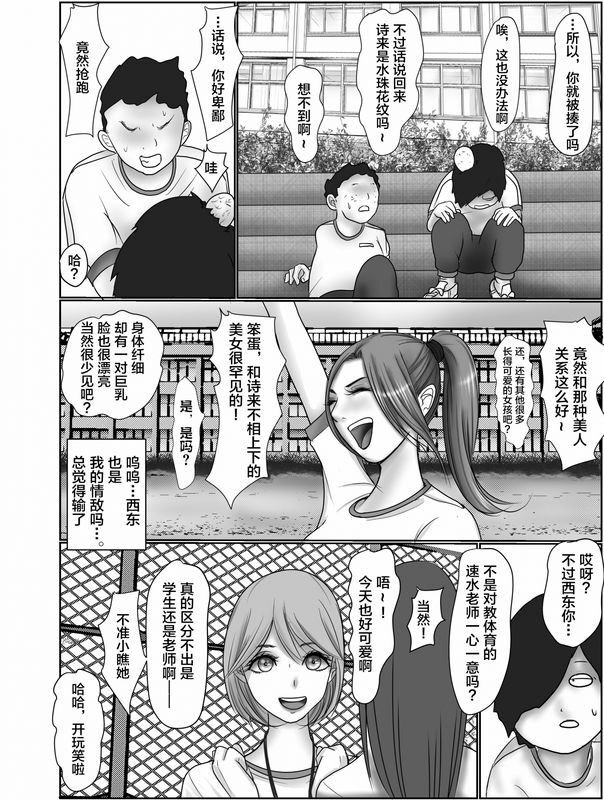 …所以，你就被揍了吗
唉，这也没办法啊
不过话说回来
诗来是水珠花纹吗～
想不到啊～
…话说，你好卑鄙
竟然抢跑
哇
哈？
竟然和那种美人
关系这么好～
还，还有其他很多
长得可爱的女孩吧？
笨蛋，和诗来不相上下的
美女很罕见的！
是，是吗？
身体纤细
却有一对巨乳
脸也很漂亮
当然很少见吧？
呜呜…西东
也是
我的情敌吗…。
总觉得输了
哎呀？
不过西东你…
不是对教体育的
速水老师一心一意吗？
当然！
唔～！
今天也好可爱啊
真的区分不出是
学生还是老师啊——
不准小瞧她
哈哈，开玩笑啦